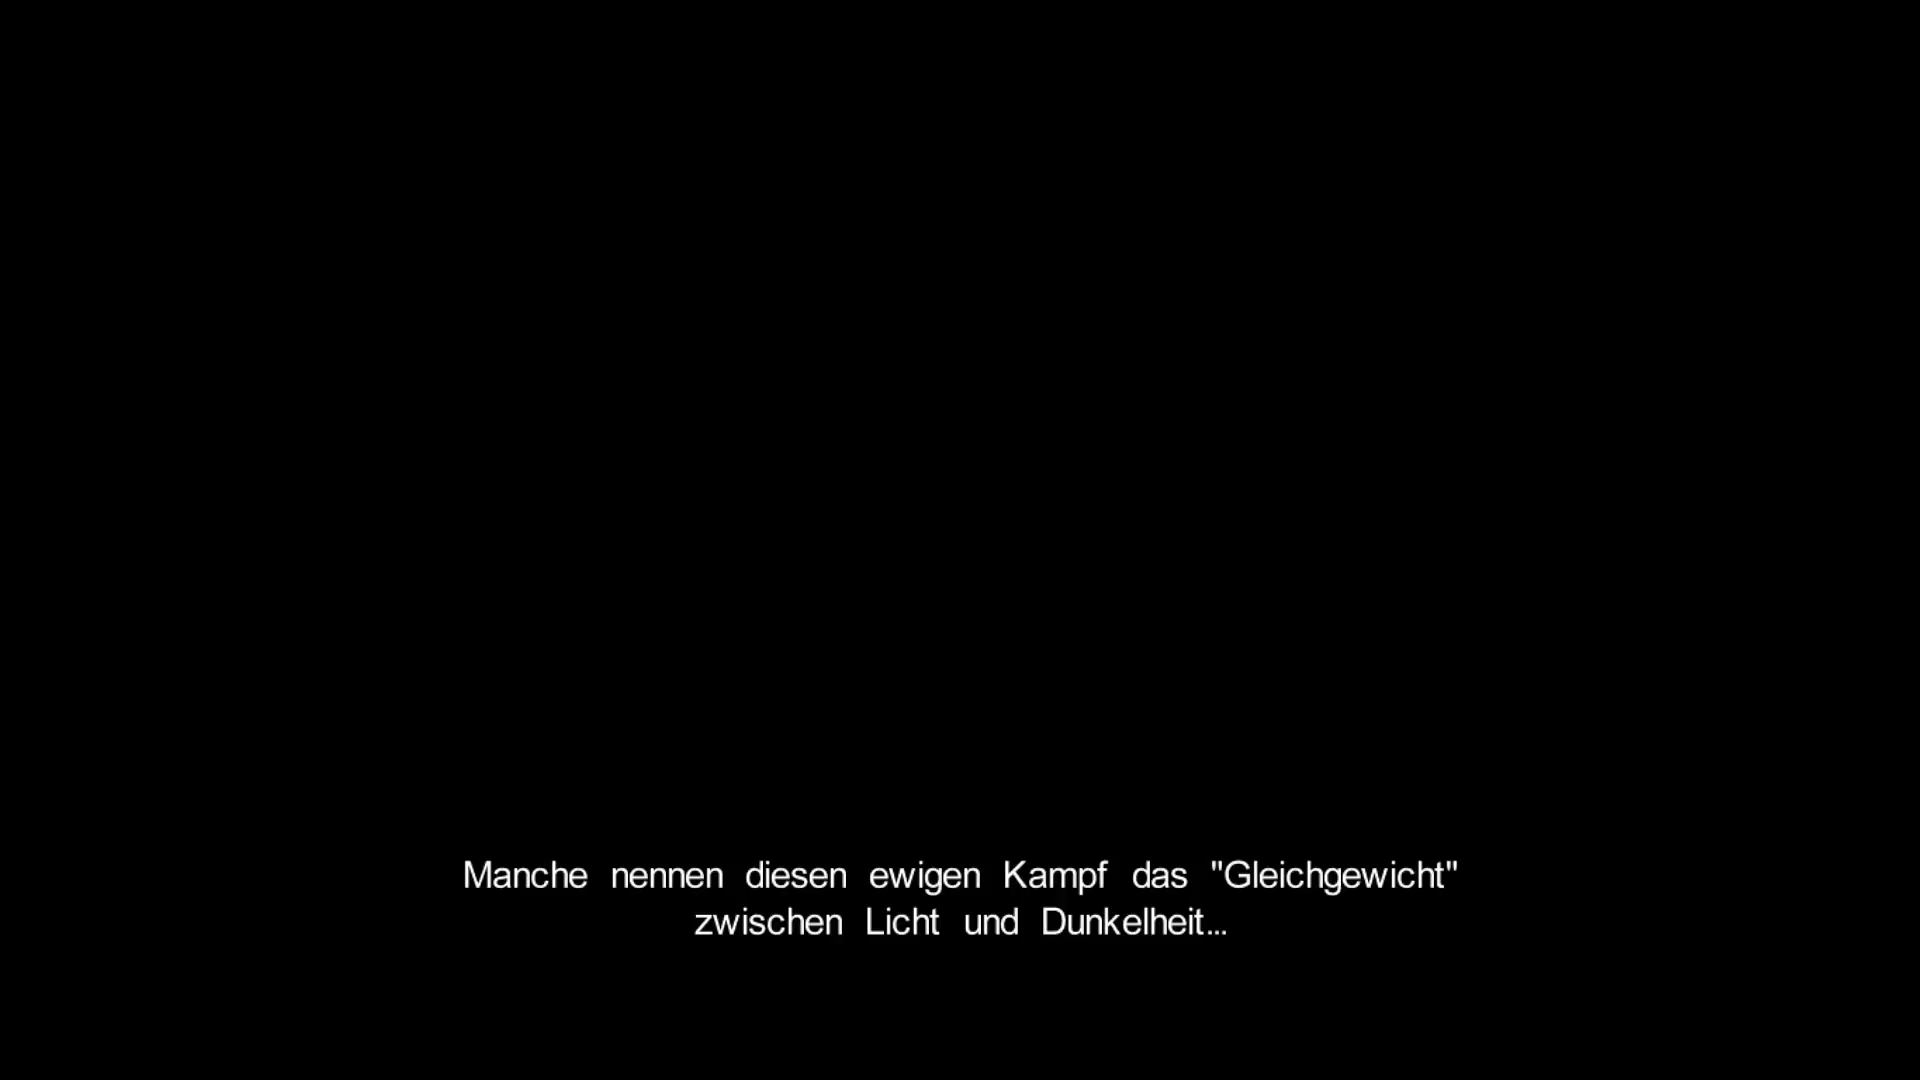 Manche nennen diesen ewigen Kampf das "Gleichgewicht"
zwischen Licht und Dunkelheit...